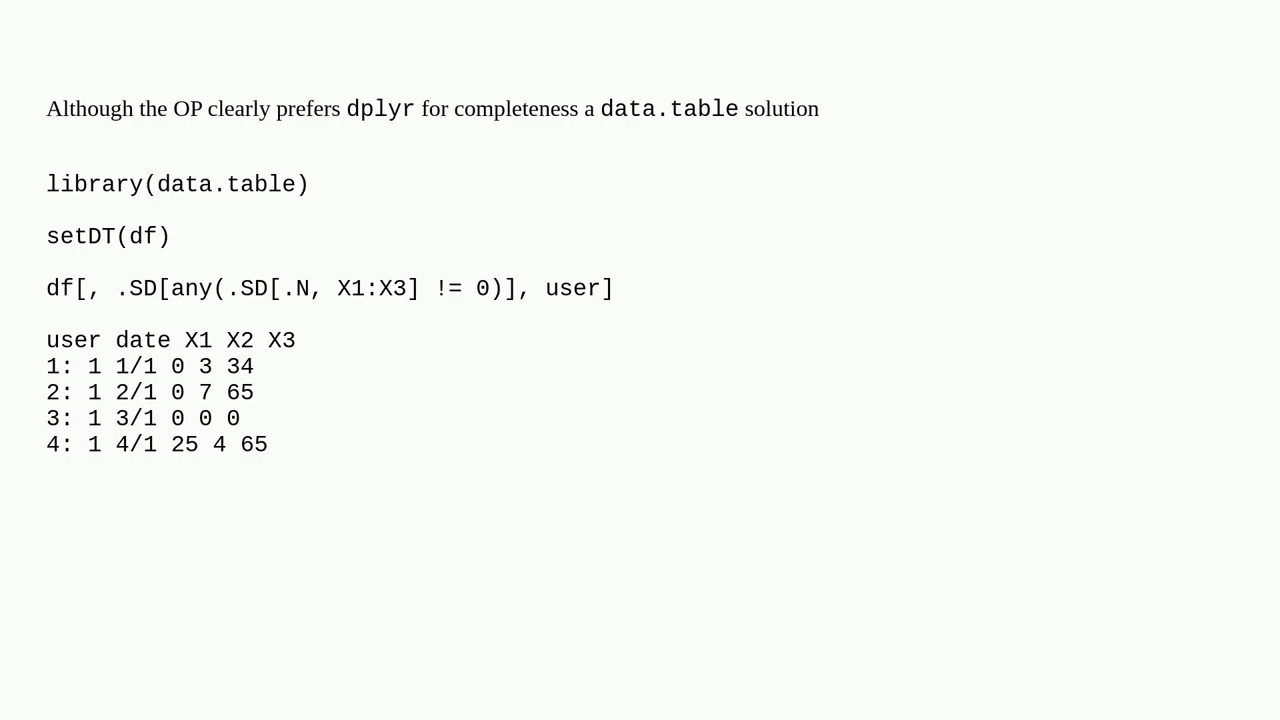 Although the OP clearly prefers dplyr for completeness a data.table solution
library(data.table)
setDT(df)
df[, .SD[any(.SD[.N, X1:X3] != 0)], user]
user date X1 X2 X3
1: 1 1/1 0 3 34
2: 1 2/1 0 7 65
3: 1 3/1 0 0 0
4: 1 4/1 25 4 65